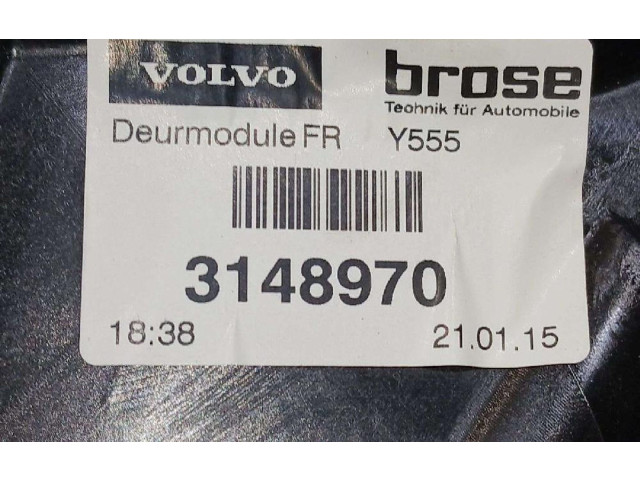 VOLVO brose
Technik für Automobile
Deurmodule FR Y555
3148970
18:38 21.01.15